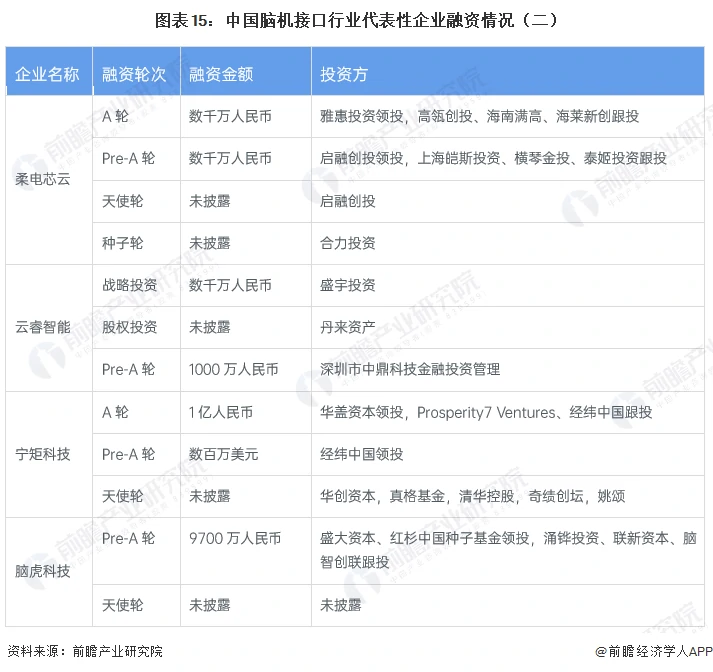 图表15：中国脑机接口行业代表性企业融资情况（二）
企业名称 融资轮次 融资金额 投资方
柔电芯云
A 轮 数千万人民币 雅惠投资领投，高瓴创投、海南满高、海莱新创跟投
Pre-A 轮 数千万人民币 启融创投领投，上海皑斯投资、横琴金投、泰姬投资跟投
天使轮 未披露 启融创投
种子轮 未披露 合力投资
云睿智能
战略投资 数千万人民币 盛宇投资
股权投资 未披露 丹来资产
Pre-A 轮 1000 万人民币 深圳市中鼎科技金融投资管理
宁矩科技
A 轮 1 亿人民币 华盖资本领投，Prosperity7 Ventures、经纬中国跟投
Pre-A 轮 数百万美元 经纬中国领投
天使轮 未披露 华创资本，真格基金，清华控股，奇绩创坛，姚颂
脑虎科技
Pre-A 轮 9700 万人民币 盛大资本、红杉中国种子基金领投，涌铧投资、联新资本、脑
智创联跟投
天使轮 未披露 未披露
资料来源：前瞻产业研究院 @前瞻经济学人APP
前瞻产业研究院